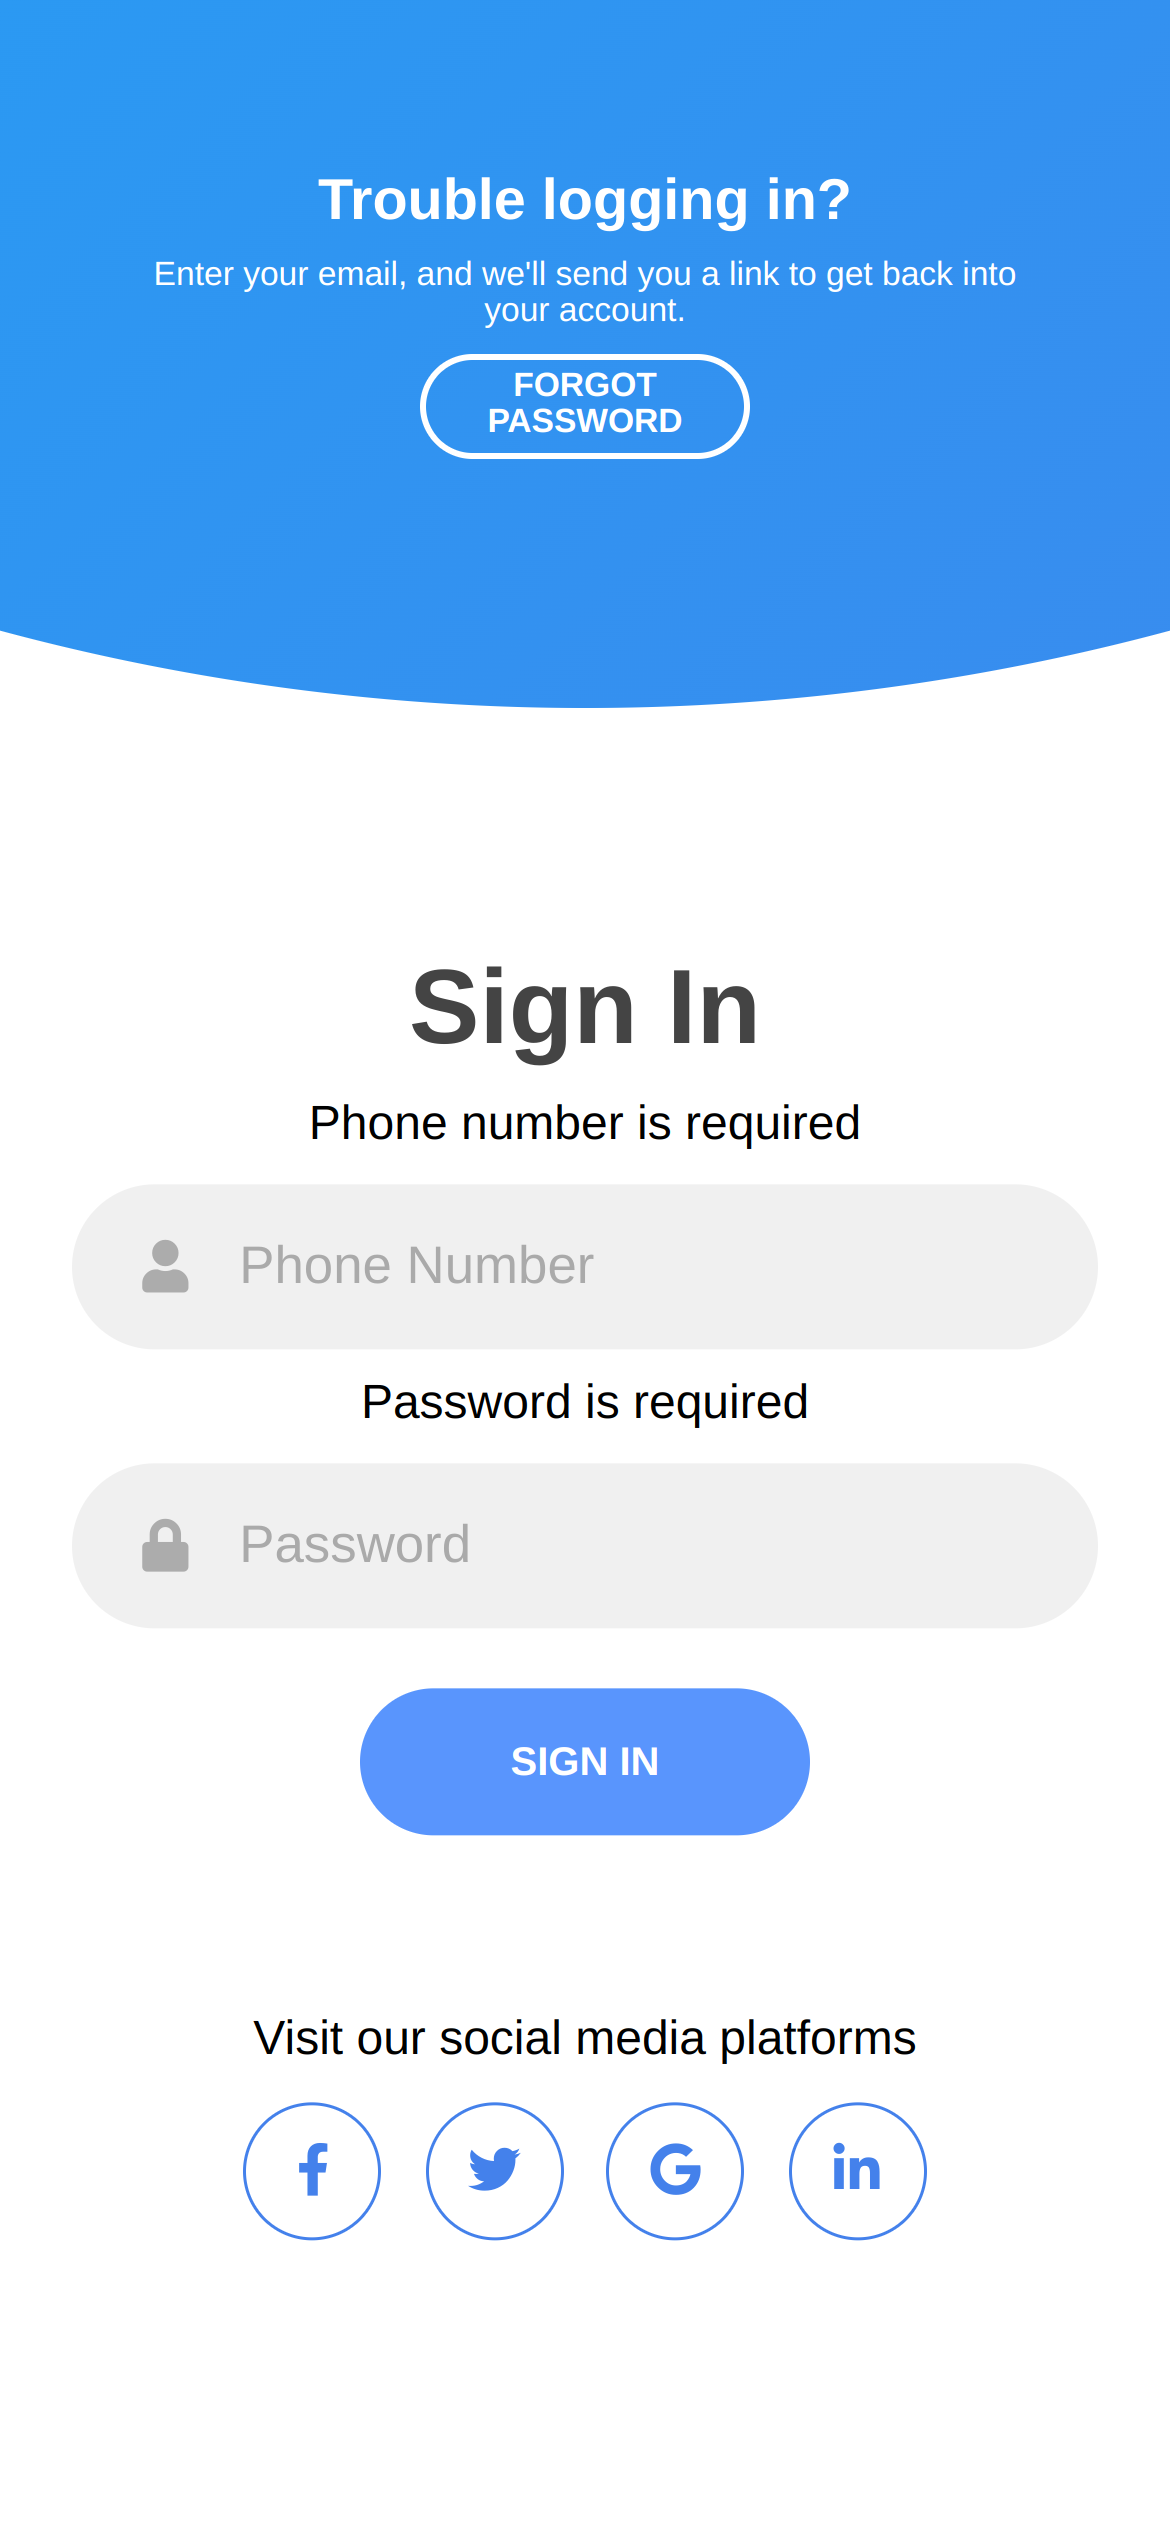 Trouble logging in?
Enter your email, and we'll send you a link to get back into
your account.
FORGOT
PASSWORD
Sign In
Phone number is required
Phone Number
Password is required
Password
SIGN IN
Visit our social media platforms